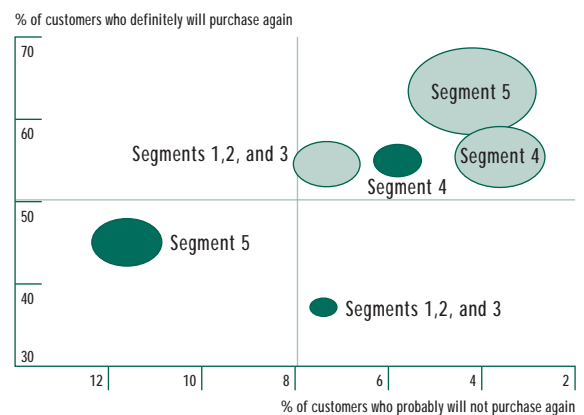 % of customers who definitely will purchase again
70
Segment 5
60
Segments 1,2, and 3
Segment 4
Segment 4
50
Segment 5
40
Segments 1,2, and 3
30
12
10
8
6
4
2
% of customers who probably will not purchase again